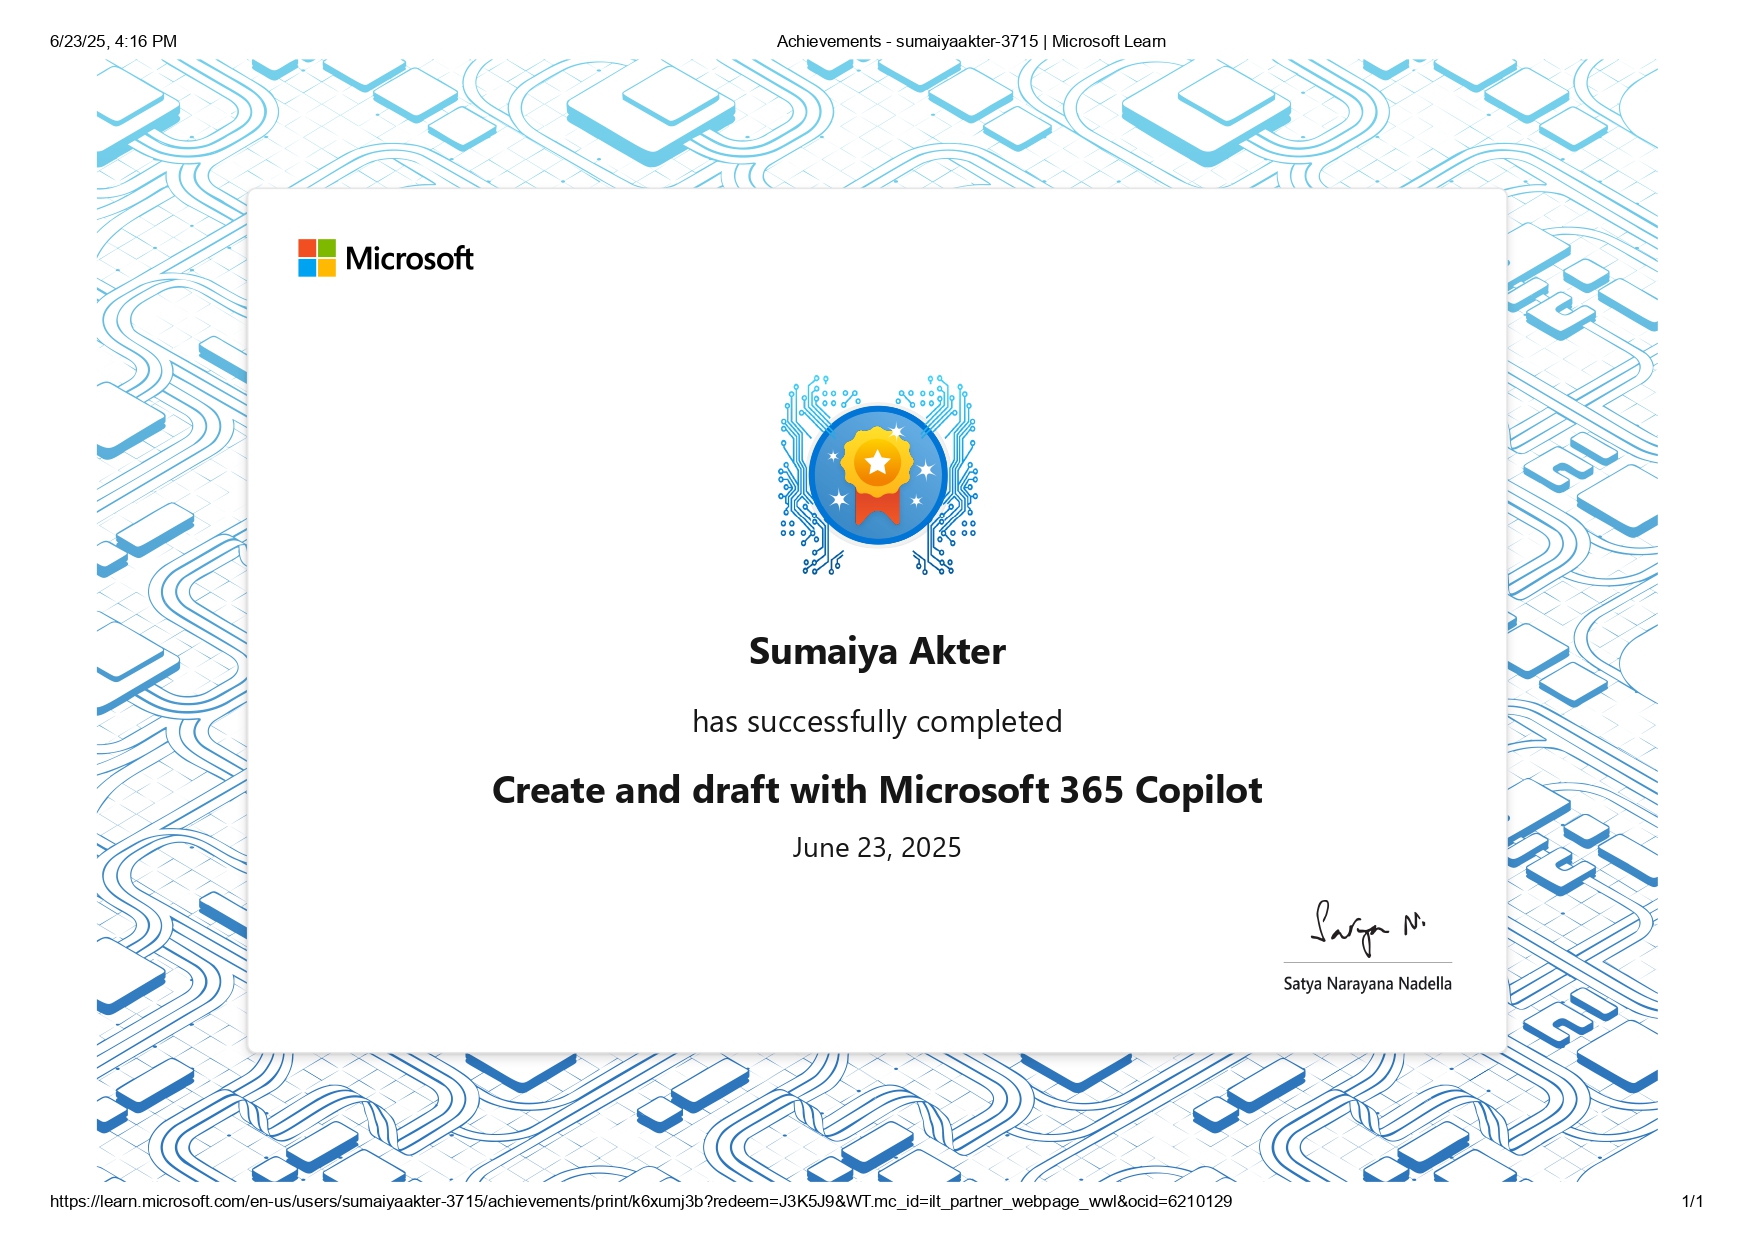 6/23/25, 4:16 PM
Achievements - sumaiyaakter-3715 | Microsoft Learn
Microsoft
Sumaiya Akter
has successfully completed
Create and draft with Microsoft 365 Copilot
June 23, 2025
Satya N.
Satya Narayana Nadella
https://learn.microsoft.com/en-us/users/sumaiyaakter-3715/achievements/print/k6xumj3b?redeem=J3K5J9&WT.mc_id=ilt_partner_webpage_wwl&ocid=6210129
1/1